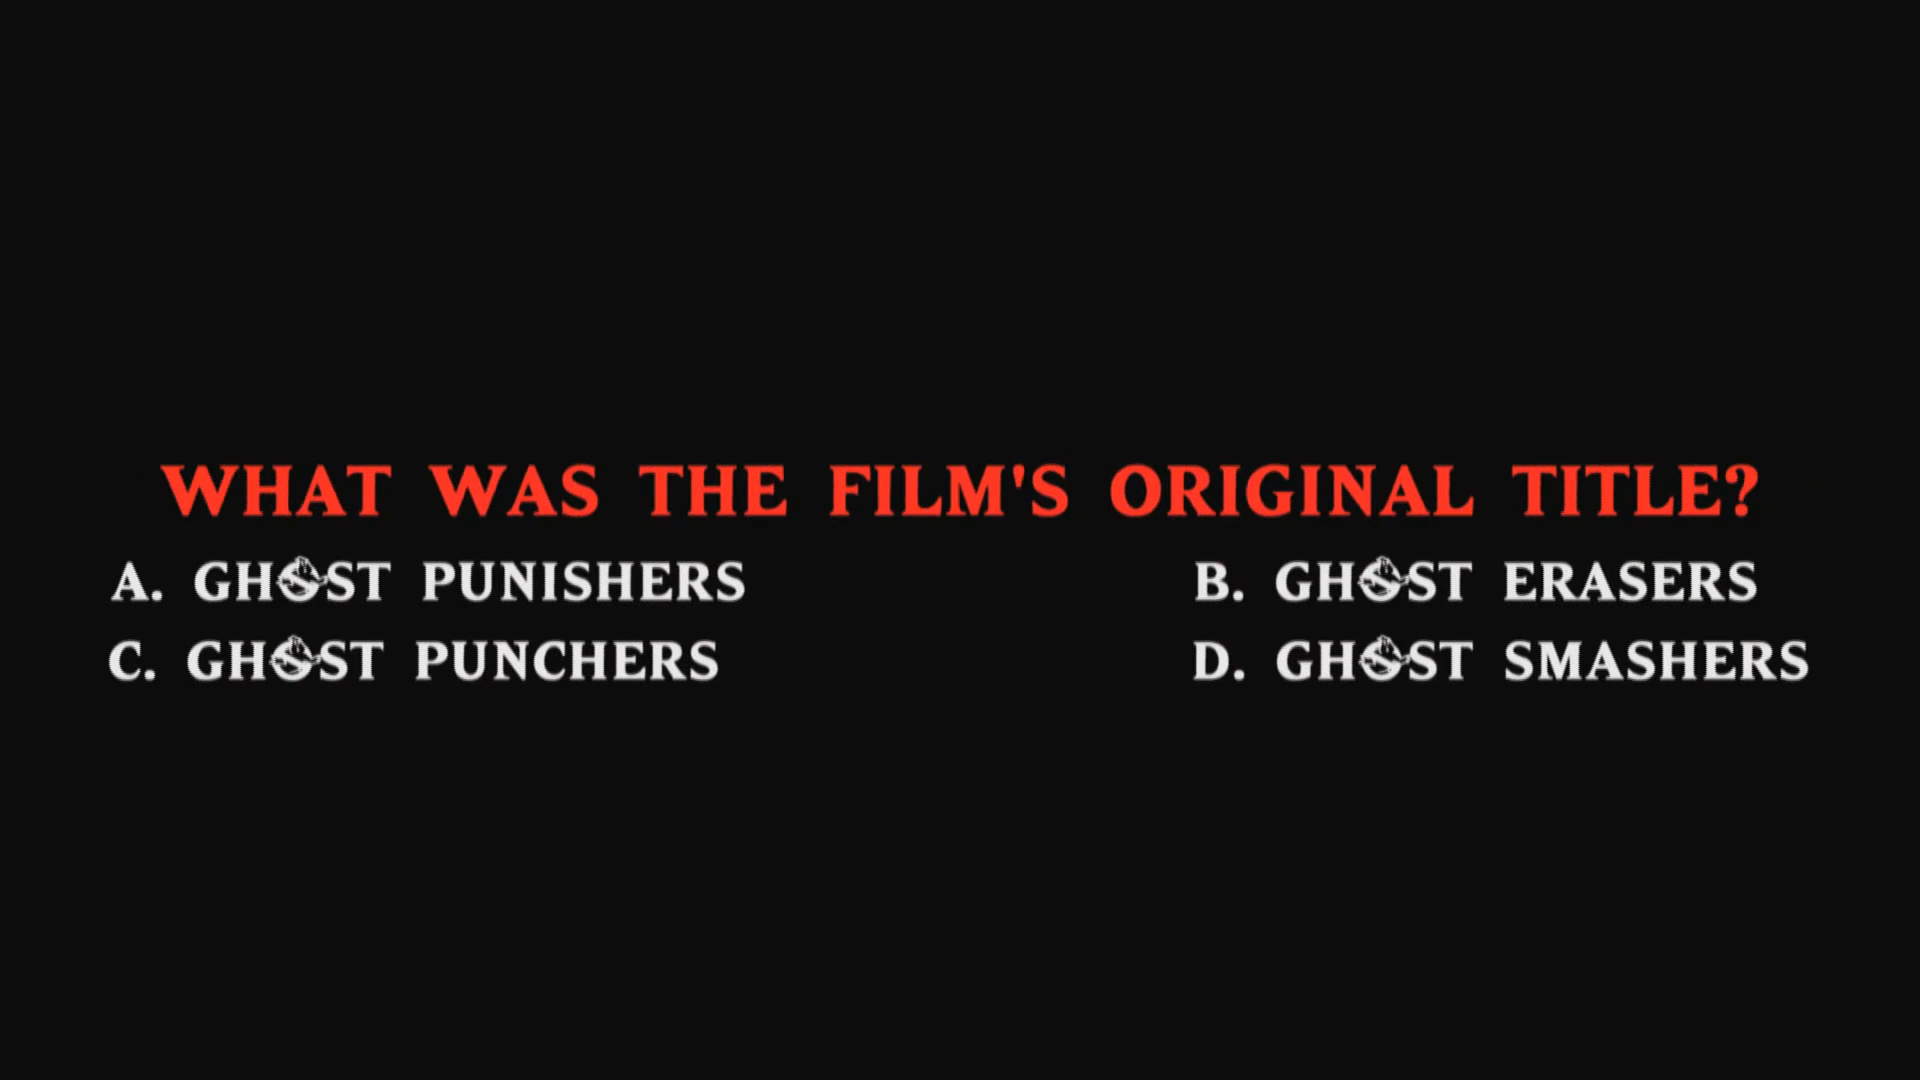 WHAT WAS THE FILM'S ORIGINAL TITLE?
A. GHOST PUNISHERS
B. GHOST ERASERS
C. GHOST PUNCHERS
D. GHOST SMASHERS